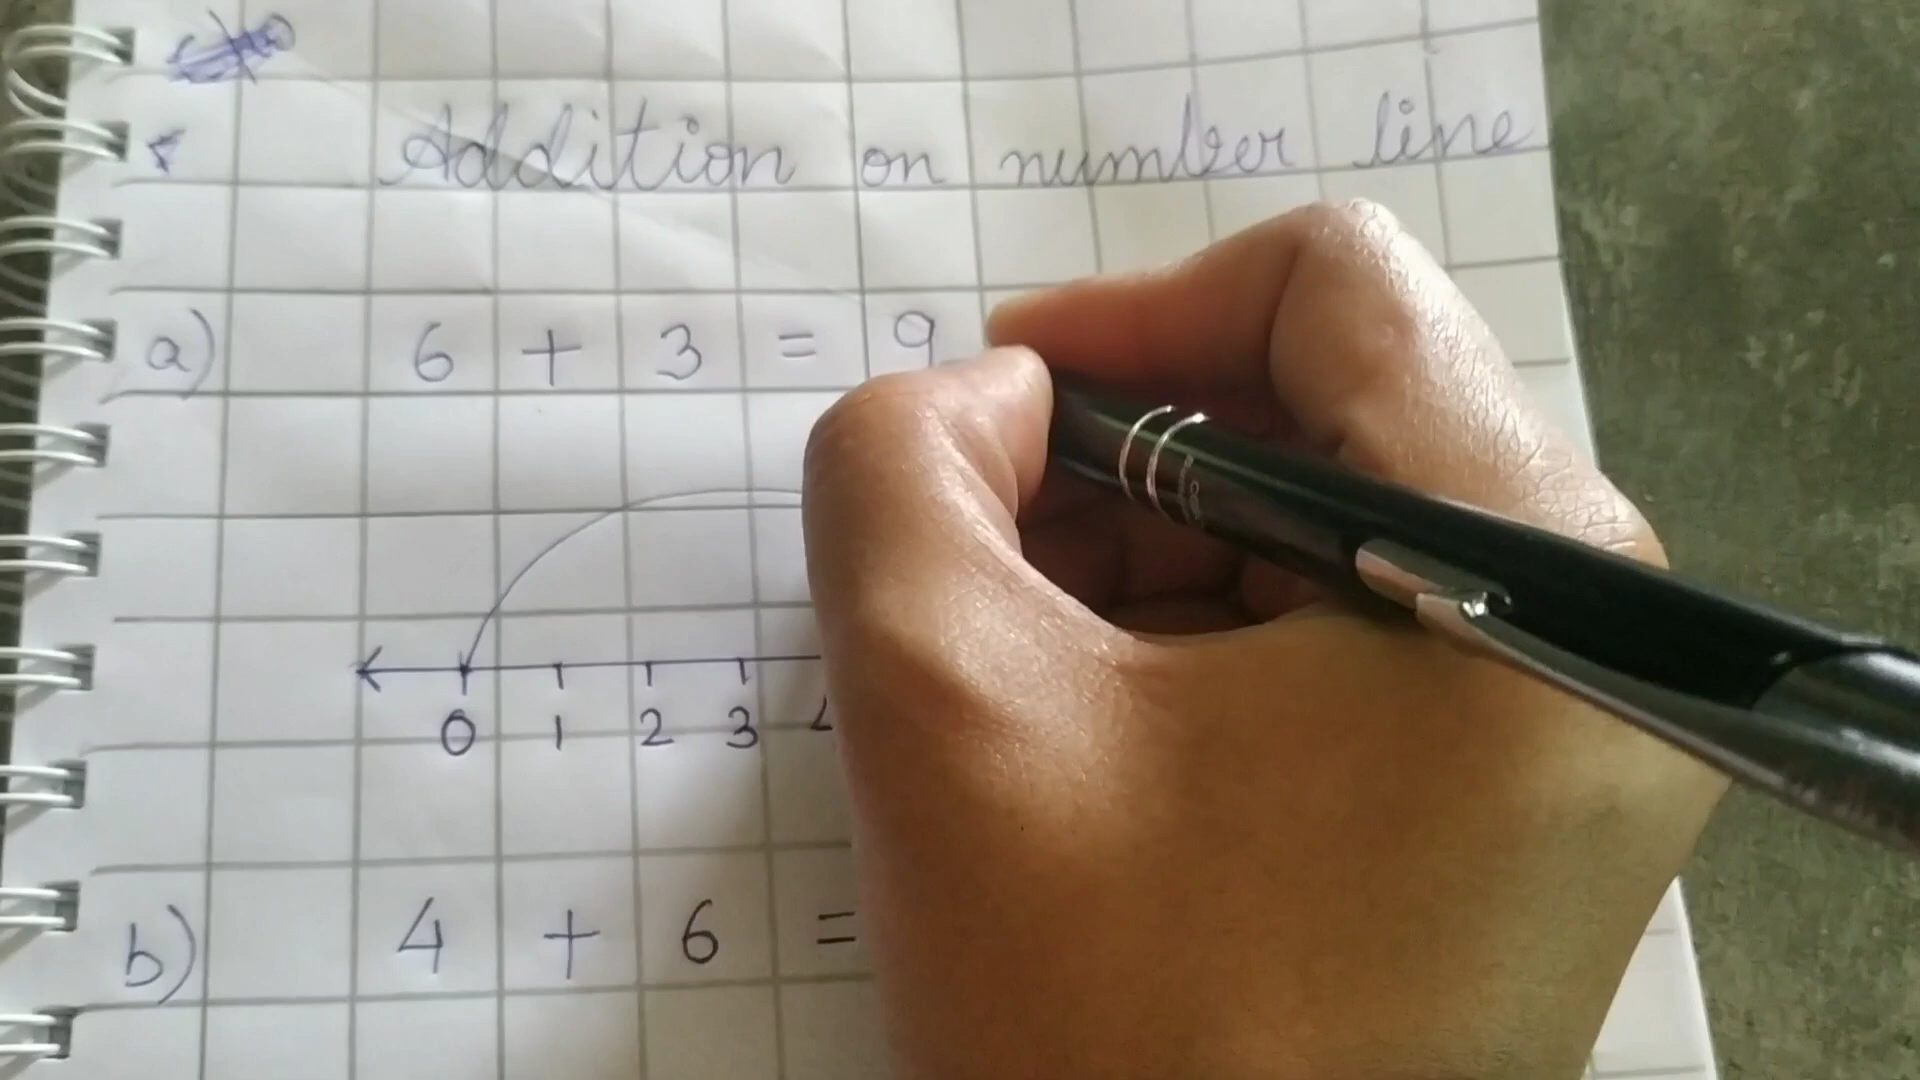 Addition on number line
a) 6 + 3 = 9
0 1 2 3
b) 4 + 6 =